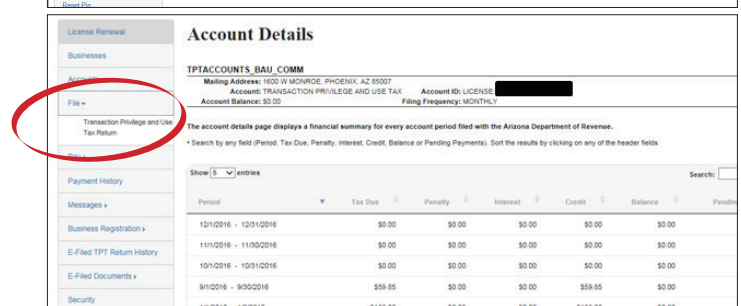 Reset Pin
License Renewal
Businesses
Accounts
File
Transaction Privilege and Use
Tax Return
Pay
Payment History
Messages
Business Registration
E-Filed TPT Return History
E-Filed Documents
Security
Account Details
TPTACCOUNTS_BAU_COMM
Mailing Address: 1600 W MONROE, PHOENIX, AZ 85007
Account: TRANSACTION PRIVILEGE AND USE TAX Account ID: LICENSE
Account Balance: $0.00 Filing Frequency: MONTHLY
The account details page displays a financial summary for every account period filed with the Arizona Department of Revenue.
• Search by any field (Period, Tax Due, Penalty, Interest, Credit, Balance or Pending Payments). Sort the results by clicking on any of the header fields.
Show 5 entries Search:
Period Tax Due Penalty Interest Credit Balance Pendin
12/1/2016 - 12/31/2016 $0.00 $0.00 $0.00 $0.00 $0.00
11/1/2016 - 11/30/2016 $0.00 $0.00 $0.00 $0.00 $0.00
10/1/2016 - 10/31/2016 $0.00 $0.00 $0.00 $0.00 $0.00
9/1/2016 - 9/30/2016 $59.65 $0.00 $0.00 $59.65 $0.00